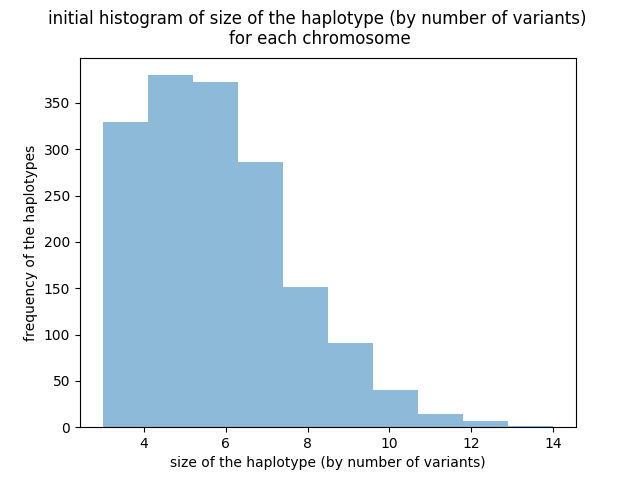 initial histogram of size of the haplotype (by number of variants)
for each chromosome
350
300
250
200
150
100
50
0
frequency of the haplotypes
4 6 8 10 12 14
size of the haplotype (by number of variants)